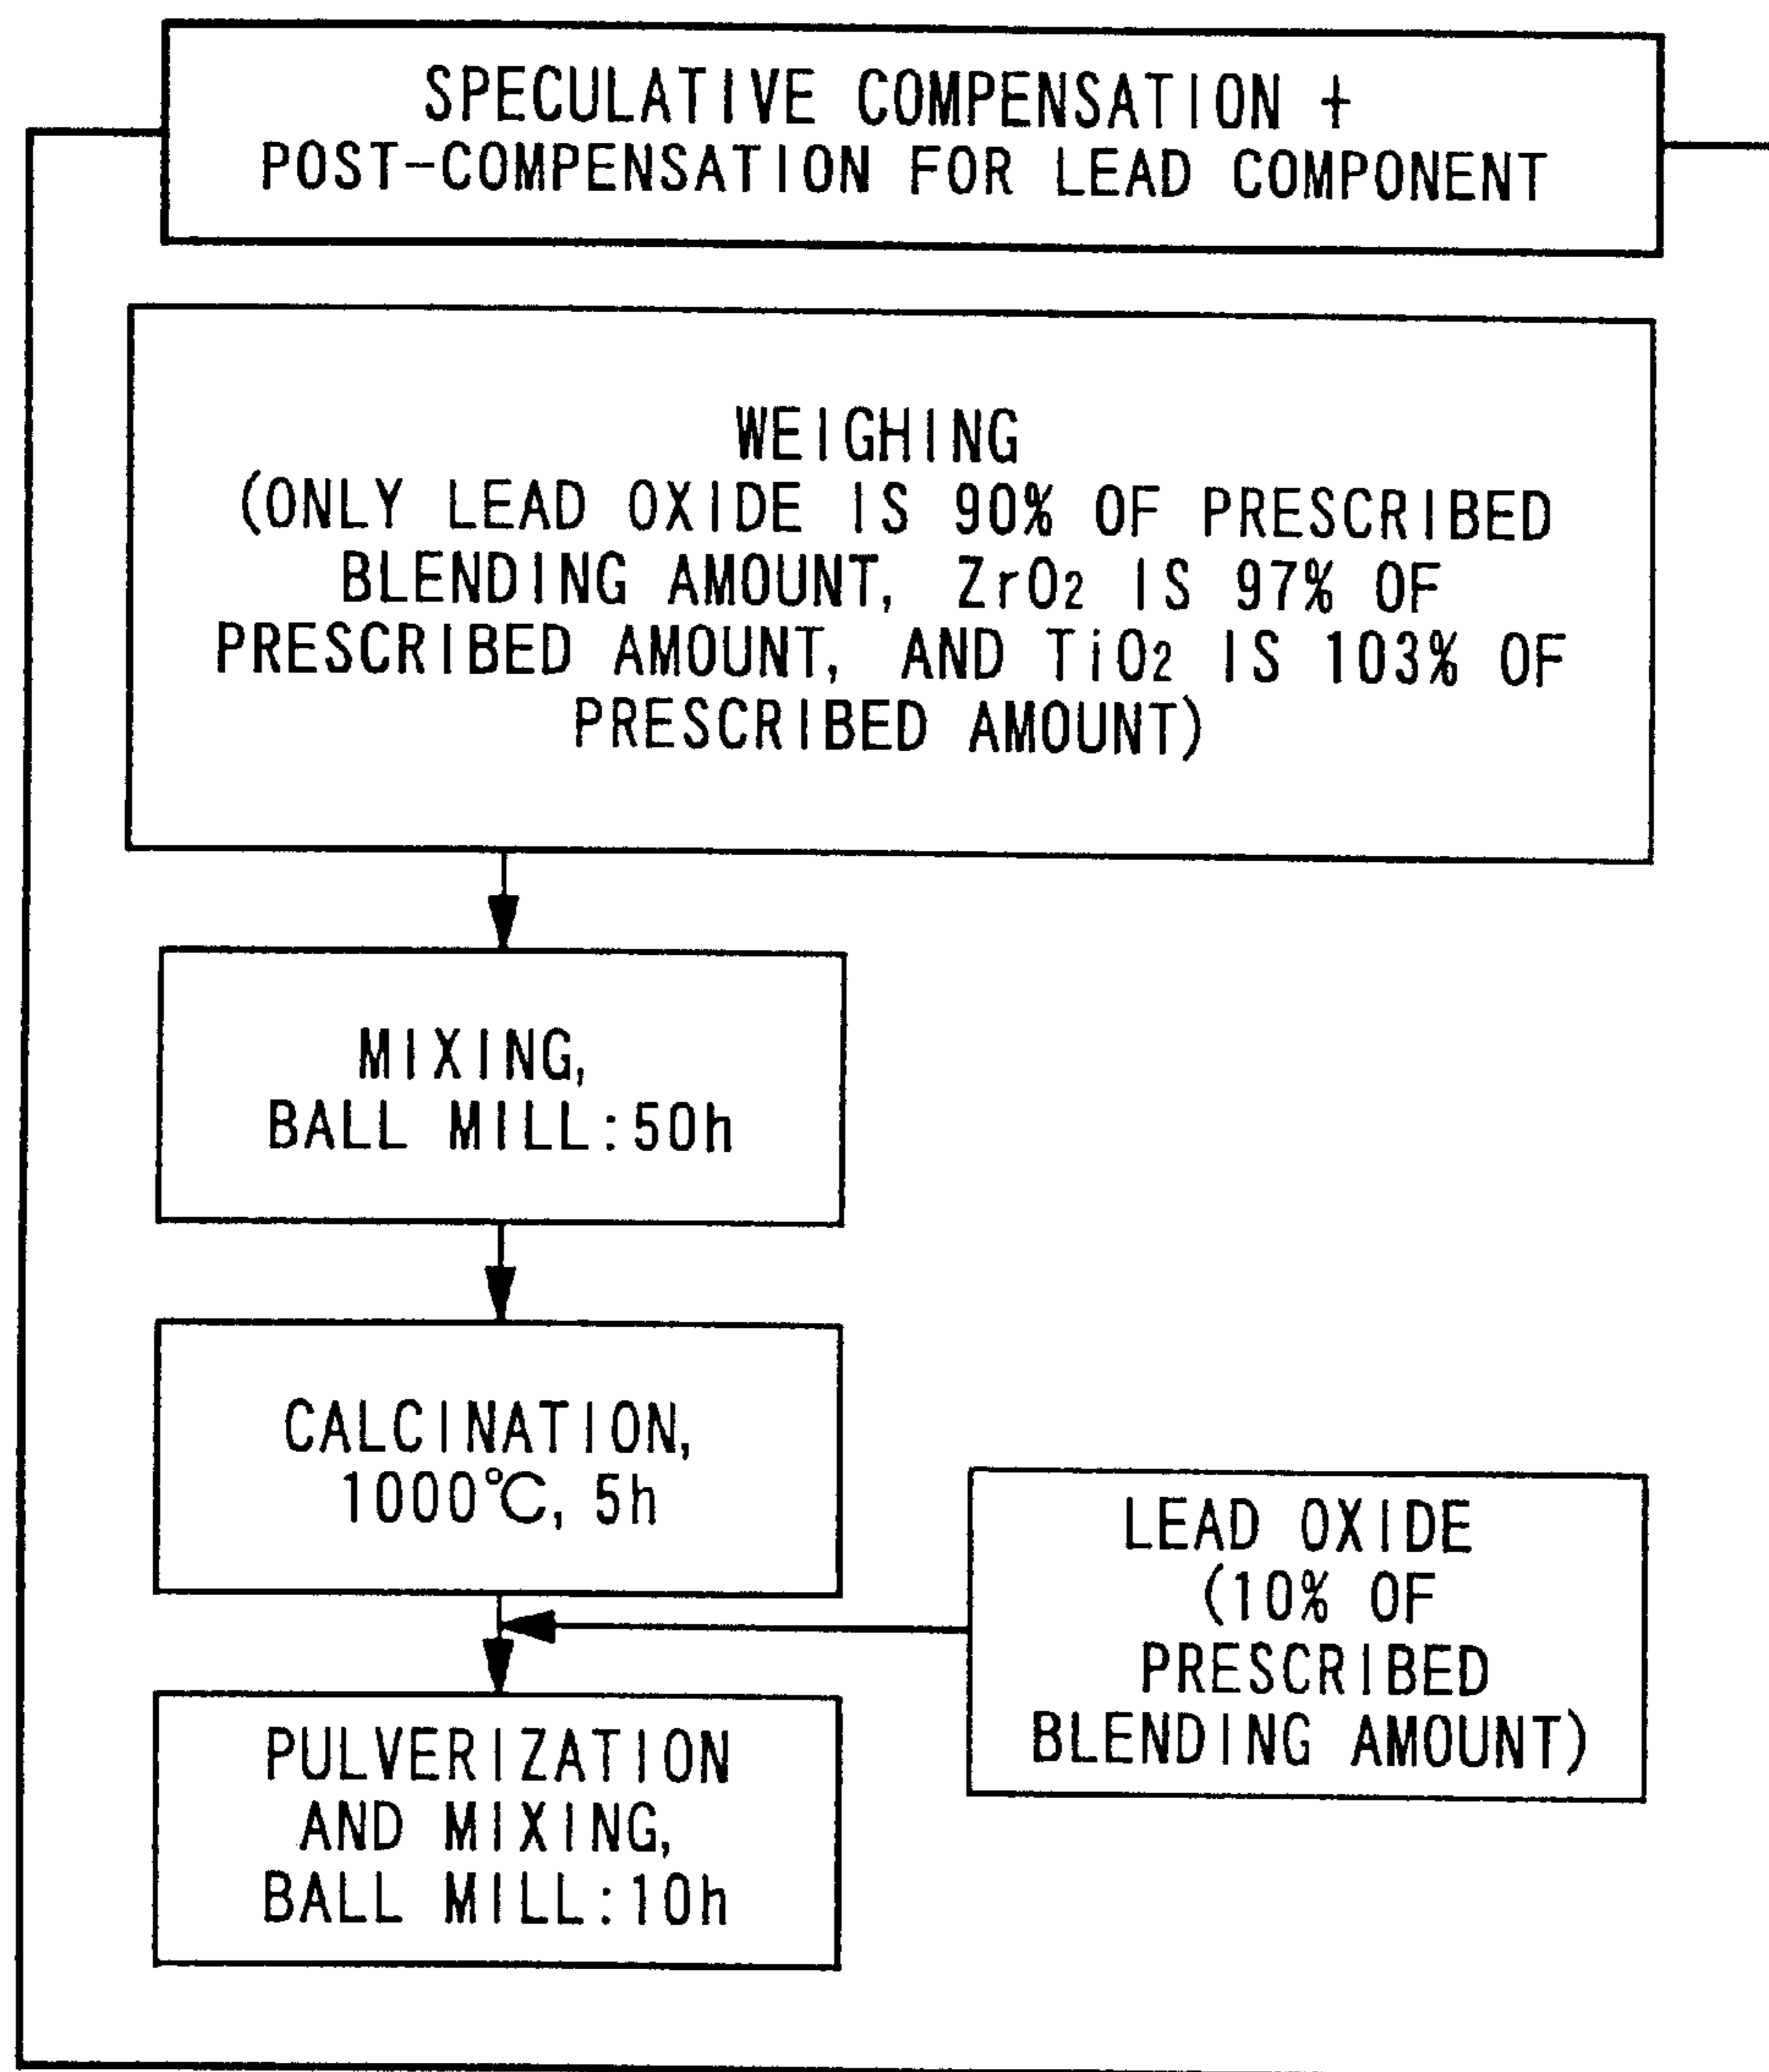 SPECULATIVE COMPENSATION +
POST-COMPENSATION FOR LEAD COMPONENT
WEIGHING
(ONLY LEAD OXIDE IS 90% OF PRESCRIBED
BLENDING AMOUNT, ZrO2 IS 97% OF
PRESCRIBED AMOUNT, AND TiO2 IS 103% OF
PRESCRIBED AMOUNT)
MIXING,
BALL MILL:50h
CALCINATION,
1000℃, 5h
LEAD OXIDE
(10% OF
PRESCRIBED
BLENDING AMOUNT)
PULVERIZATION
AND MIXING,
BALL MILL:10h